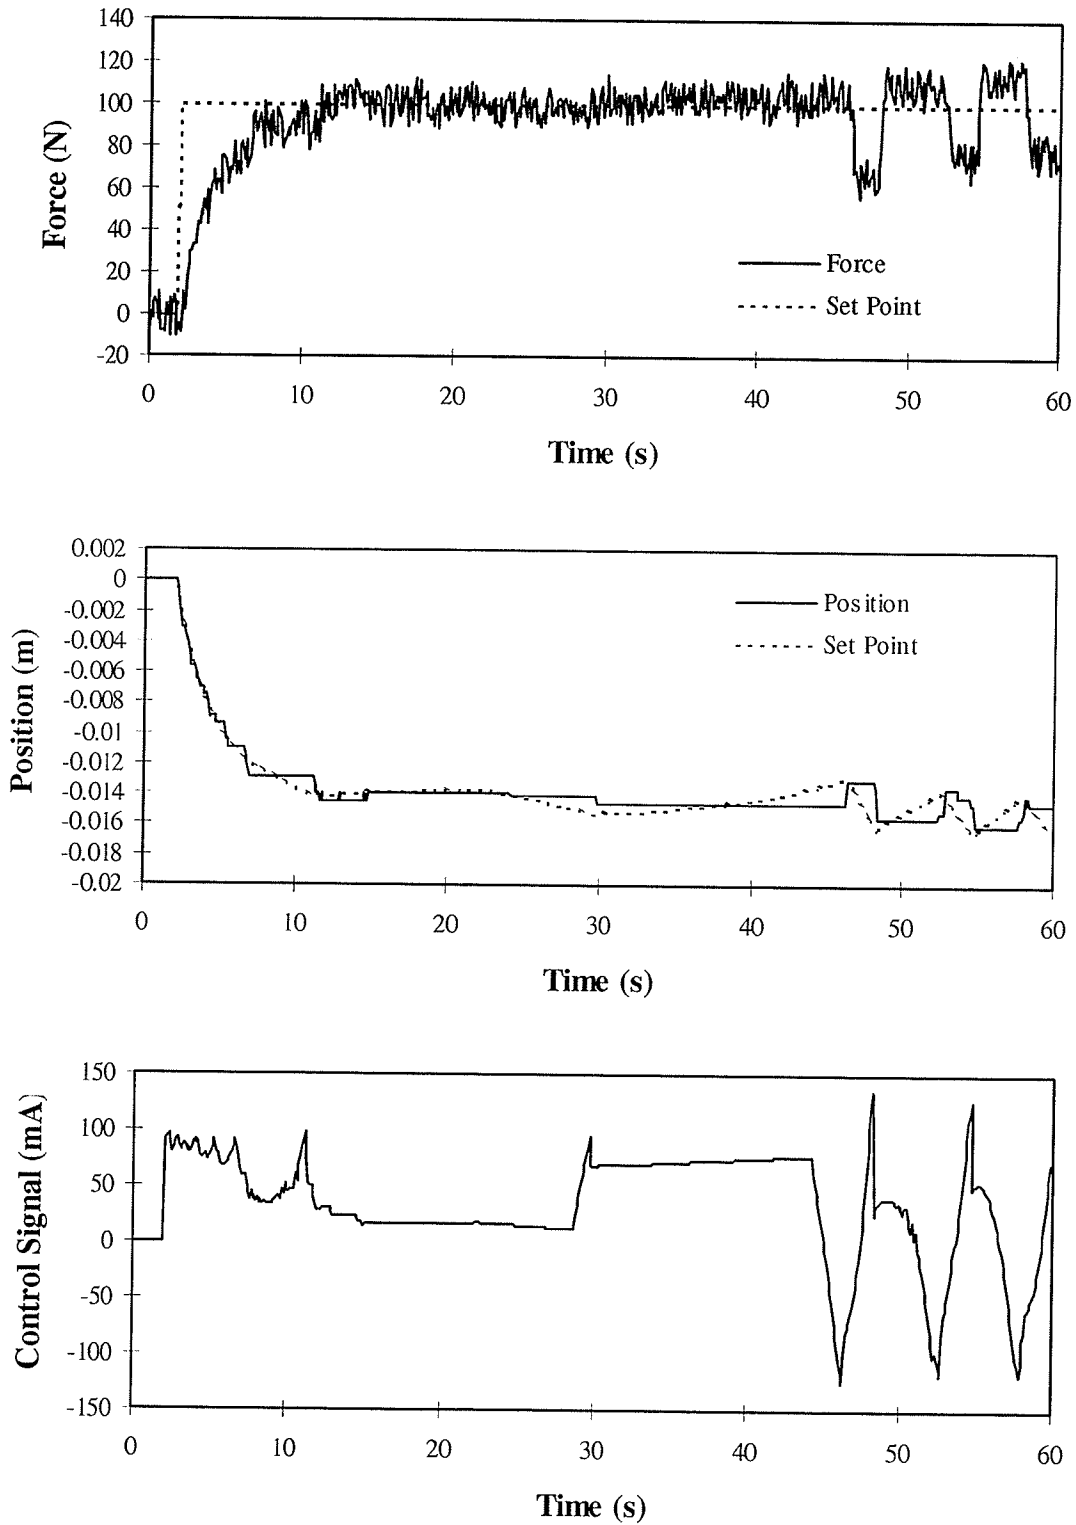 140
120
100
80
60
40
20
0
-20
Force (N)
Force
Set Point
0 10 20 30 40 50 60
Time (s)
0.002
0
-0.002
-0.004
-0.006
-0.008
-0.01
-0.012
-0.014
-0.016
-0.018
-0.02
Position (m)
Position
Set Point
0 10 20 30 40 50 60
Time (s)
150
100
50
0
-50
-100
-150
Control Signal (mA)
0 10 20 30 40 50 60
Time (s)